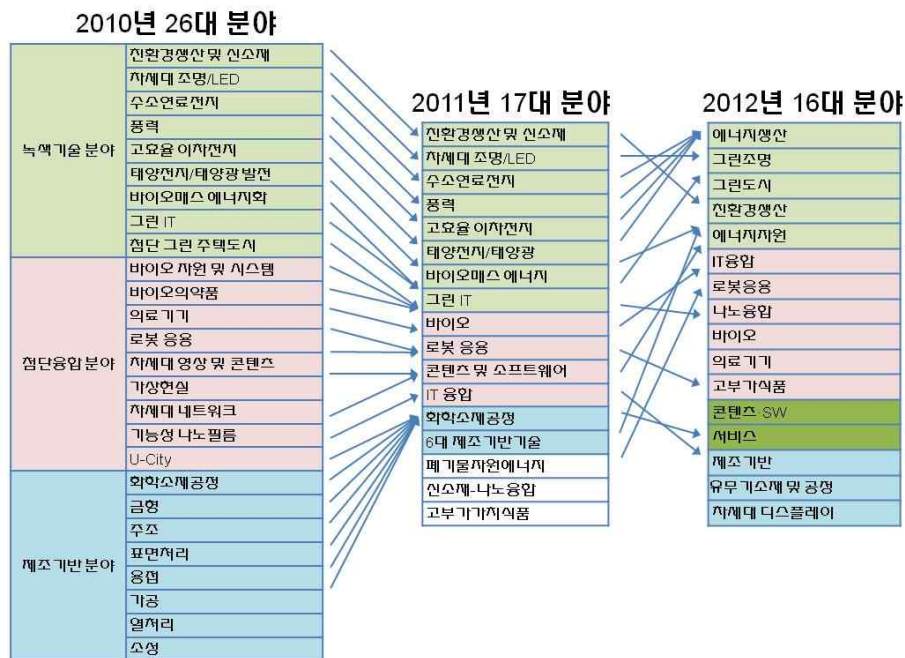 2010년 26대 분야
녹색기술 분야
친환경생산 및 신소재
차세대 조명/LED
수소연료전지
풍력
고효율 이차전지
태양전지/태양광 발전
바이오매스 에너지화
그린 IT
첨단 그린 주택도시
첨단융합 분야
바이오 자원 및 시스템
바이오의약품
의료기기
로봇 응용
차세대 영상 및 콘텐츠
가상현실
차세대 네트워크
기능성 나노필름
U-City
제조기반 분야
화학소재공정
금형
주조
표면처리
용접
가공
열처리
소성
2011년 17대 분야
친환경생산 및 신소재
차세대 조명/LED
수소연료전지
풍력
고효율 이차전지
태양전지/태양광
바이오매스 에너지
그린 IT
바이오
로봇 응용
콘텐츠 및 소프트웨어
IT 융합
화학소재공정
6대 제조기반기술
폐기물자원에너지
신소재-나노융합
고부가가치식품
2012년 16대 분야
에너지생산
그린조명
그린도시
친환경생산
에너지자원
IT융합
로봇응용
나노융합
바이오
의료기기
고부가식품
콘텐츠·SW
서비스
제조기반
유무기소재 및 공정
차세대 디스플레이